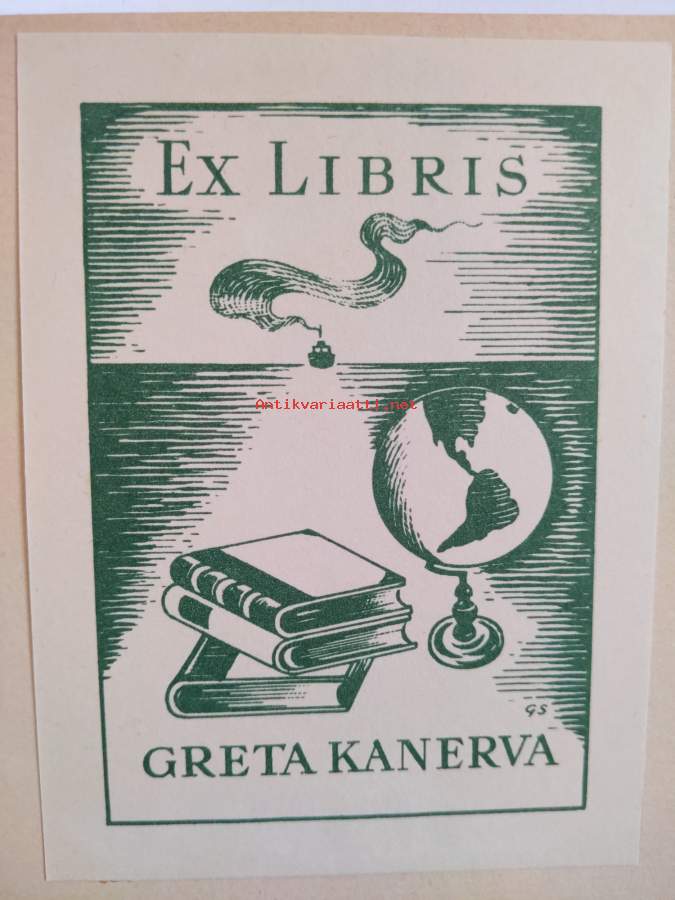 EX LIBRIS
Antikvariaatti.net
GS
GRETA KANERVA